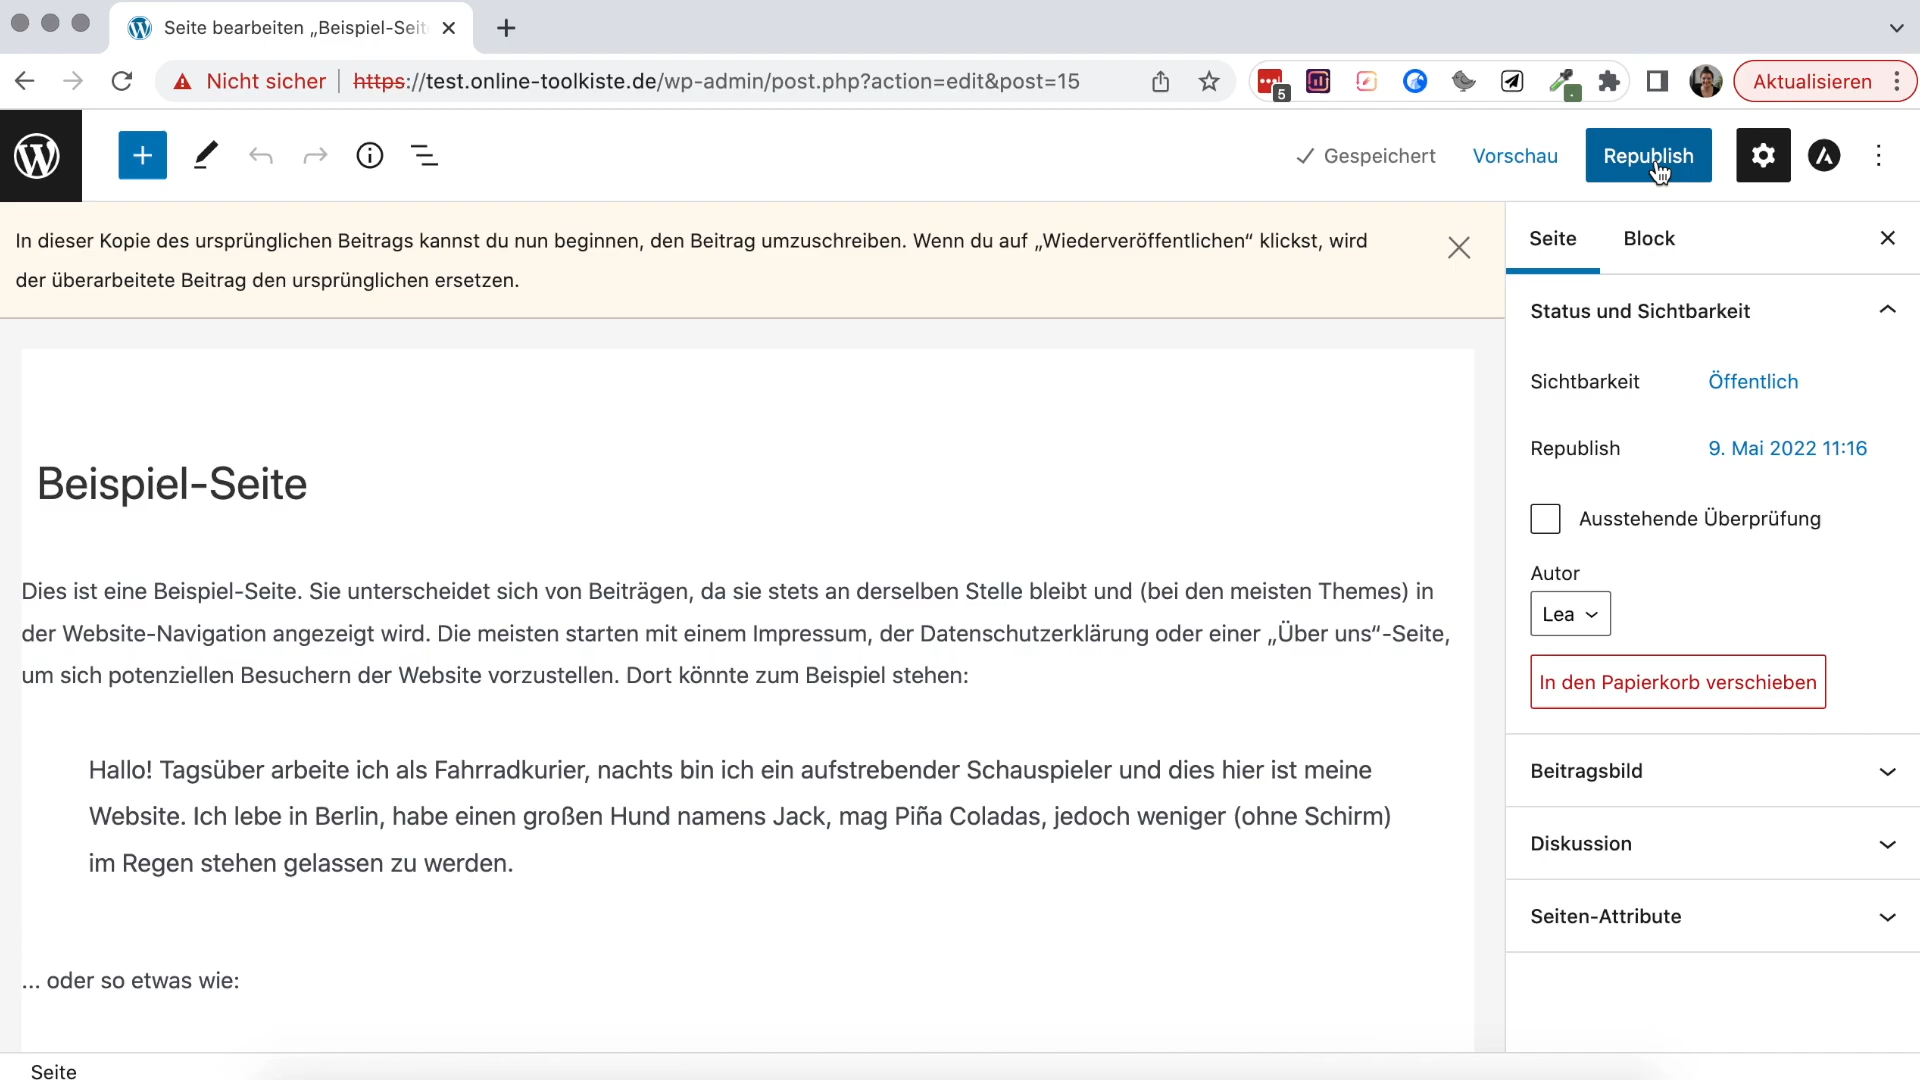 Seite bearbeiten „Beispiel-Seit
Nicht sicher
https://test.online-toolkiste.de/wp-admin/post.php?action=edit&post=15
5
Aktualisieren
Gespeichert
Vorschau
Republish
In dieser Kopie des ursprünglichen Beitrags kannst du nun beginnen, den Beitrag umzuschreiben. Wenn du auf „Wiederveröffentlichen“ klickst, wird
der überarbeitete Beitrag den ursprünglichen ersetzen.
Beispiel-Seite
Dies ist eine Beispiel-Seite. Sie unterscheidet sich von Beiträgen, da sie stets an derselben Stelle bleibt und (bei den meisten Themes) in
der Website-Navigation angezeigt wird. Die meisten starten mit einem Impressum, der Datenschutzerklärung oder einer „Über uns“-Seite,
um sich potenziellen Besuchern der Website vorzustellen. Dort könnte zum Beispiel stehen:
Hallo! Tagsüber arbeite ich als Fahrradkurier, nachts bin ich ein aufstrebender Schauspieler und dies hier ist meine
Website. Ich lebe in Berlin, habe einen großen Hund namens Jack, mag Piña Coladas, jedoch weniger (ohne Schirm)
im Regen stehen gelassen zu werden.
... oder so etwas wie:
Seite
Block
Status und Sichtbarkeit
Sichtbarkeit
Öffentlich
Republish
9. Mai 2022 11:16
Ausstehende Überprüfung
Autor
Lea
In den Papierkorb verschieben
Beitragsbild
Diskussion
Seiten-Attribute
Seite